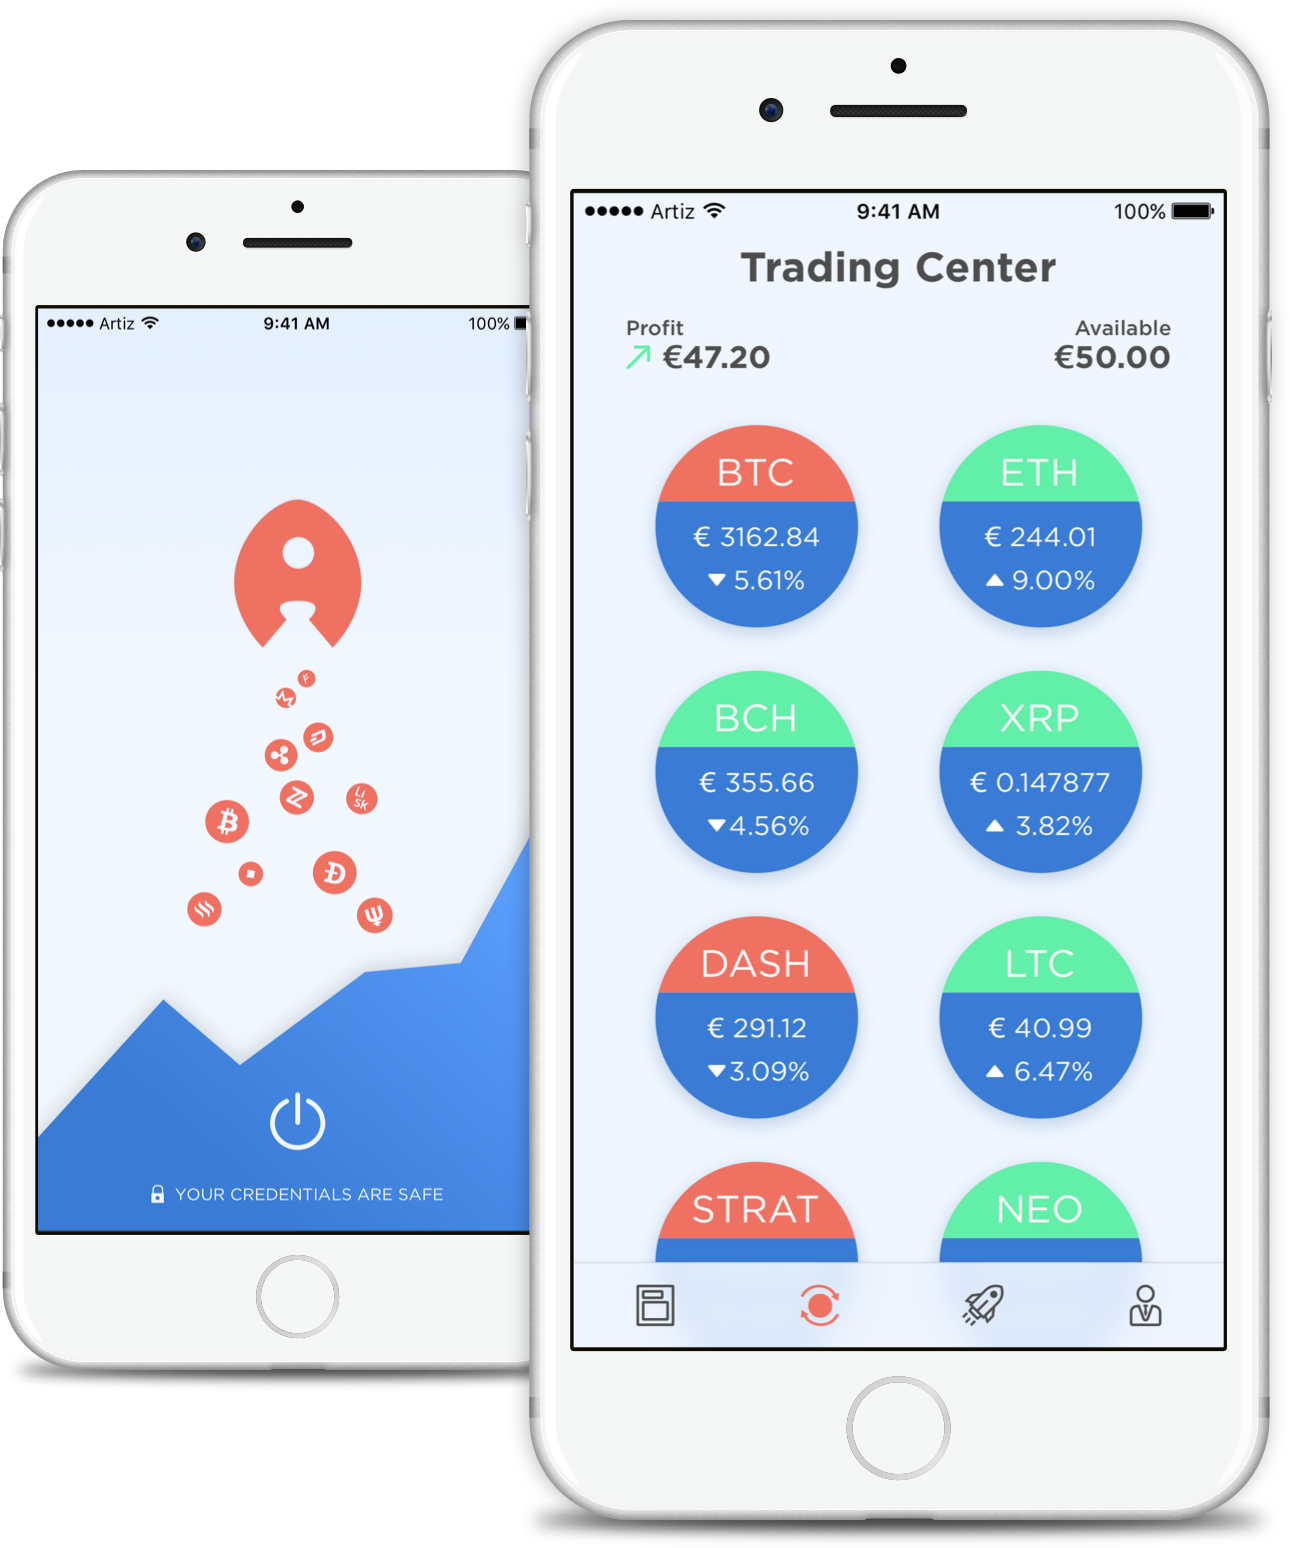 Artiz 9:41 AM 100%
YOUR CREDENTIALS ARE SAFE
LISK
Artiz 9:41 AM 100%
Trading Center
Profit Available
€47.20 €50.00
BTC ETH
€ 3162.84 € 244.01
▼ 5.61% ▲ 9.00%
BCH XRP
€ 355.66 € 0.147877
▼4.56% ▲ 3.82%
DASH LTC
€ 291.12 € 40.99
▼3.09% ▲ 6.47%
STRAT NEO